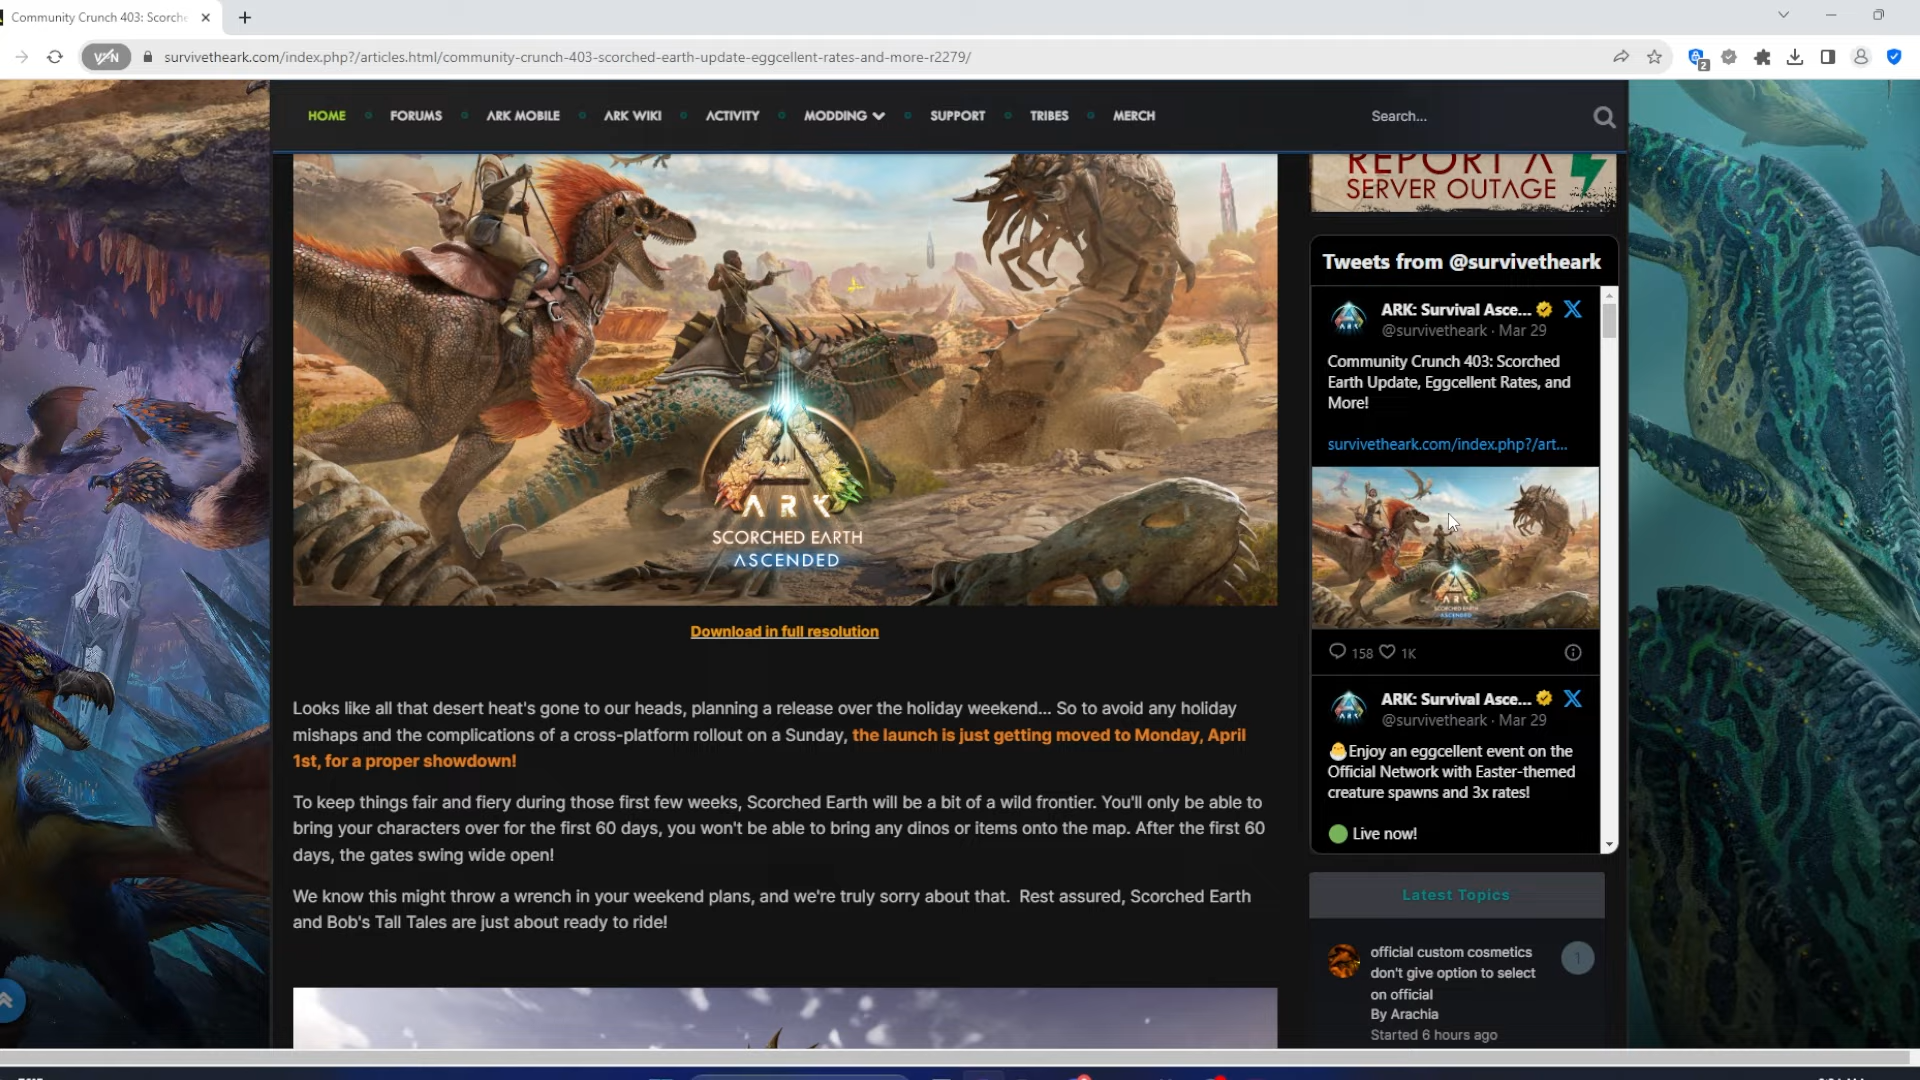 Community Crunch 403: Scorche
VPN
survivetheark.com/index.php?/articles.html/community-crunch-403-scorched-earth-update-eggcellent-rates-and-more-r2279/
2
HOME FORUMS ARK MOBILE ARK WIKI ACTIVITY MODDING SUPPORT TRIBES MERCH
Search...
REPORT A
SERVER OUTAGE
ARK
SCORCHED EARTH
ASCENDED
Download in full resolution
Looks like all that desert heat's gone to our heads, planning a release over the holiday weekend... So to avoid any holiday
mishaps and the complications of a cross-platform rollout on a Sunday, the launch is just getting moved to Monday, April
1st, for a proper showdown!
To keep things fair and fiery during those first few weeks, Scorched Earth will be a bit of a wild frontier. You'll only be able to
bring your characters over for the first 60 days, you won't be able to bring any dinos or items onto the map. After the first 60
days, the gates swing wide open!
We know this might throw a wrench in your weekend plans, and we're truly sorry about that. Rest assured, Scorched Earth
and Bob's Tall Tales are just about ready to ride!
Tweets from @survivetheark
ARK: Survival Asce...
@survivetheark · Mar 29
Community Crunch 403: Scorched
Earth Update, Eggcellent Rates, and
More!
survivetheark.com/index.php?/art...
ARK
SCORCHED EARTH
ASCENDED
158 1K
ARK: Survival Asce...
@survivetheark · Mar 29
🐣Enjoy an eggcellent event on the
Official Network with Easter-themed
creature spawns and 3x rates!
🟢 Live now!
Latest Topics
official custom cosmetics
don't give option to select
on official
By Arachia
Started 6 hours ago
1